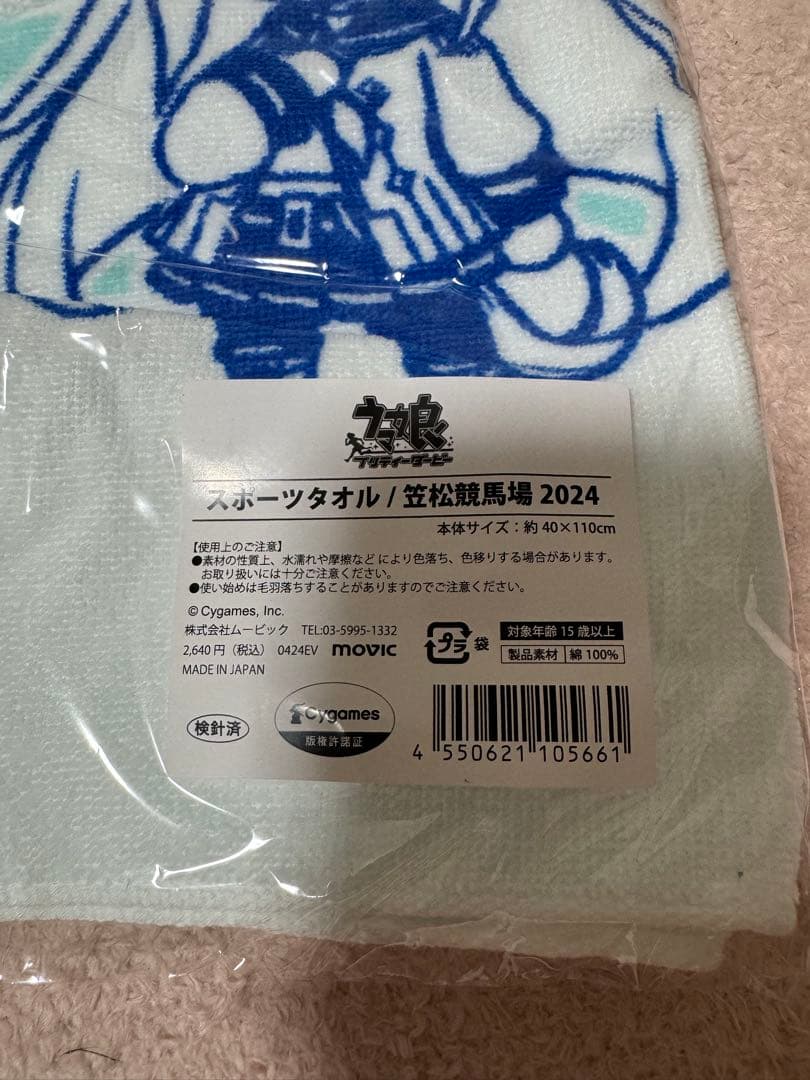 ウマ娘
プリティーダービー
スポーツタオル / 笠松競馬場 2024
本体サイズ：約 40×110cm
【使用上のご注意】
●素材の性質上、水濡れや摩擦など により色落ち、色移りする場合があります。
お取り扱いには十分ご注意ください。
●使い始めは毛羽落ちすることがありますのでご注意ください。
© Cygames, Inc.
株式会社ムービック TEL:03-5995-1332
2,640 円（税込） 0424EV movic
MADE IN JAPAN
プラ 袋
対象年齢 15 歳以上
製品素材 綿 100%
検針済
Cygames
版権許諾証
4 550621 105661